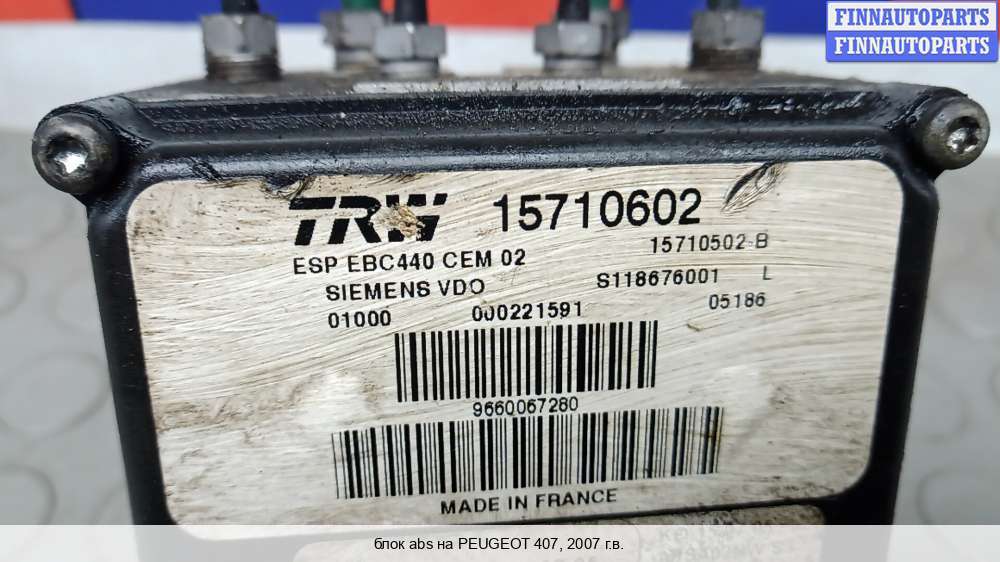 FINNAUTOPARTS
FINNAUTOPARTS
TRW 15710602
ESP EBC440 CEM 02 15710502-B
SIEMENS VDO S118676001 L
01000 000221591 05186
9660067280
MADE IN FRANCE
блок abs на PEUGEOT 407, 2007 г.в.